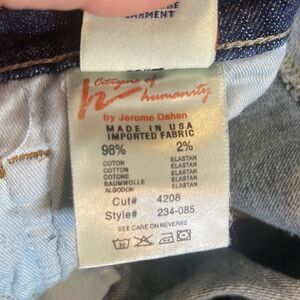 GARMENT
Citizens of
humanity.
by Jerome Dahan
MADE IN USA
IMPORTED FABRIC
98% 2%
COTON ELASTAN
COTTON ELASTAN
COTONE ELASTAN
BAUMWOLLE ELASTAN
ALGODON ELASTAN
Cut# 4208
Style# 234-085
SEE CARE ON REVERSE